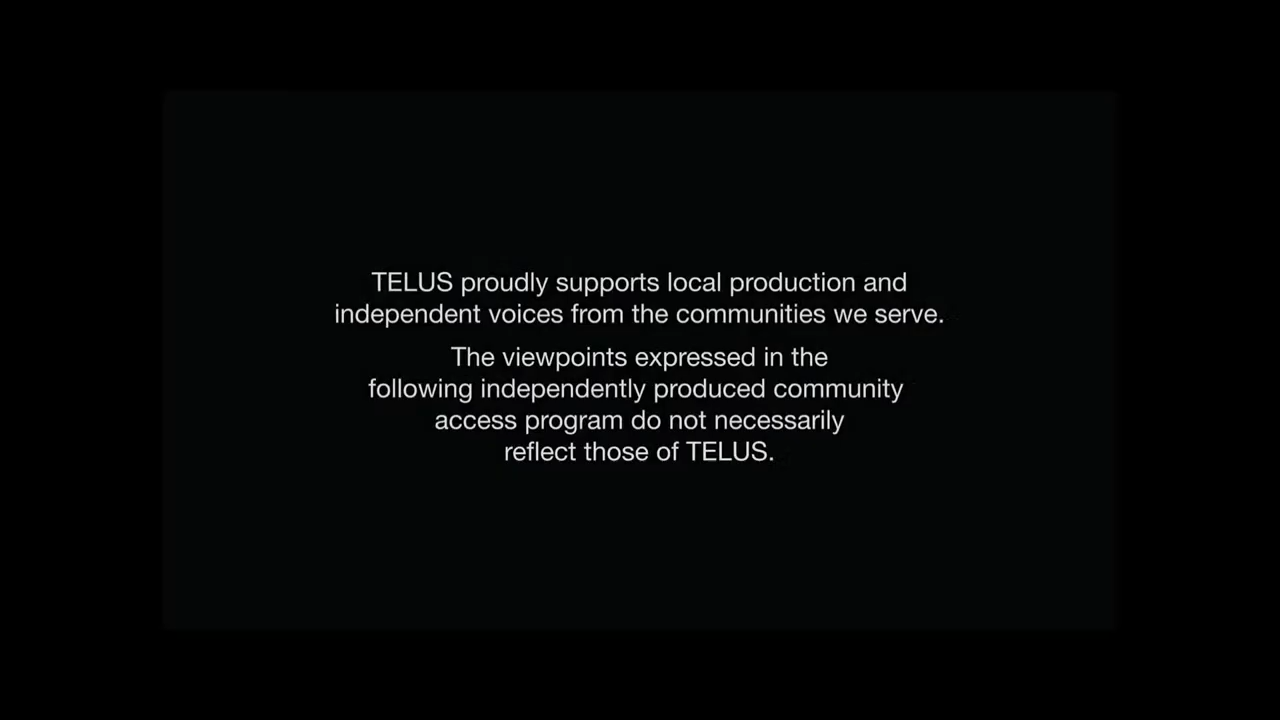 TELUS proudly supports local production and
independent voices from the communities we serve.
The viewpoints expressed in the
following independently produced community
access program do not necessarily
reflect those of TELUS.